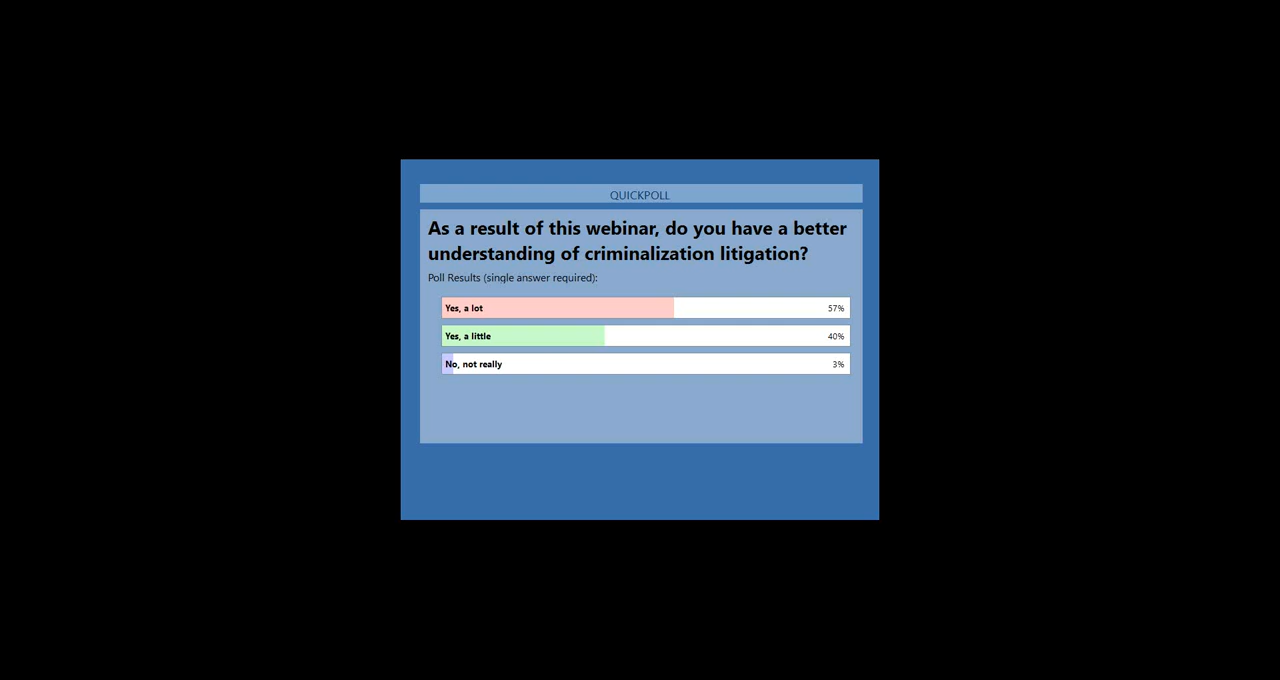 QUICKPOLL
As a result of this webinar, do you have a better
understanding of criminalization litigation?
Poll Results (single answer required):
Yes, a lot 57%
Yes, a little 40%
No, not really 3%